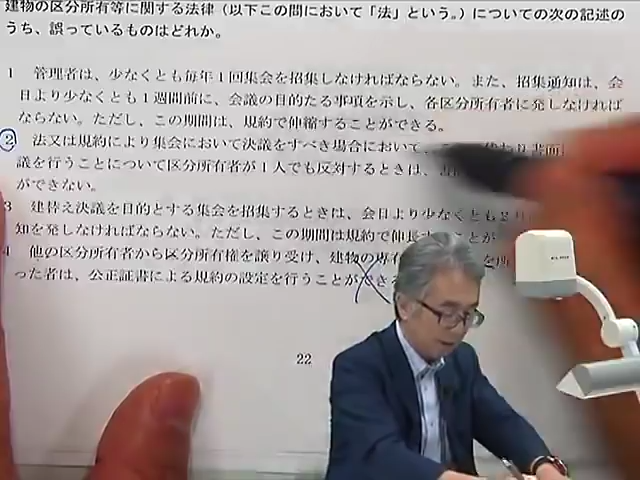 建物の区分所有等に関する法律(以下この問において「法」という。)についての次の記述の
うち、誤っているものはどれか。
1 管理者は、少なくとも毎年1回集会を招集しなければならない。また、招集通知は、会
日より少なくとも1週間前に、会議の目的たる事項を示し、各区分所有者に発しなければ
ならない。ただし、この期間は、規約で伸縮することができる。
2 法又は規約により集会において決議をすべき場合において、
議を行うことについて区分所有者が1人でも反対するときは、
ができない。
3 建替え決議を目的とする集会を招集するときは、会日より少なくとも2
知を発しなければならない。ただし、この期間は規約で伸長することが
4 他の区分所有者から区分所有権を譲り受け、建物の専有
った者は、公正証書による規約の設定を行うことができ
22